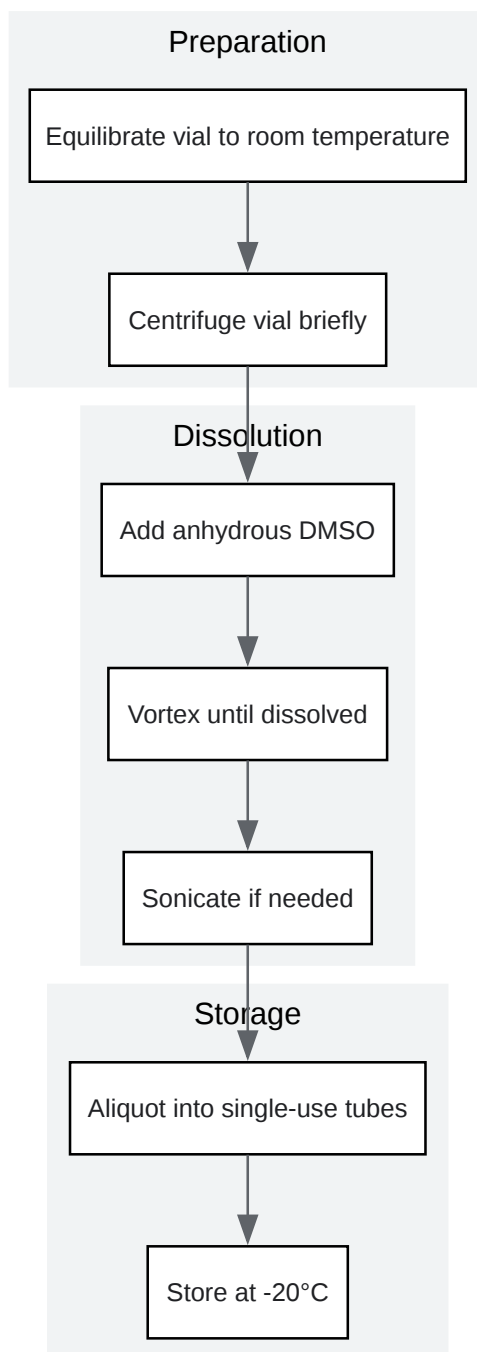 Preparation
Equilibrate vial to room temperature
Centrifuge vial briefly
Dissolution
Add anhydrous DMSO
Vortex until dissolved
Sonicate if needed
Storage
Aliquot into single-use tubes
Store at -20°C